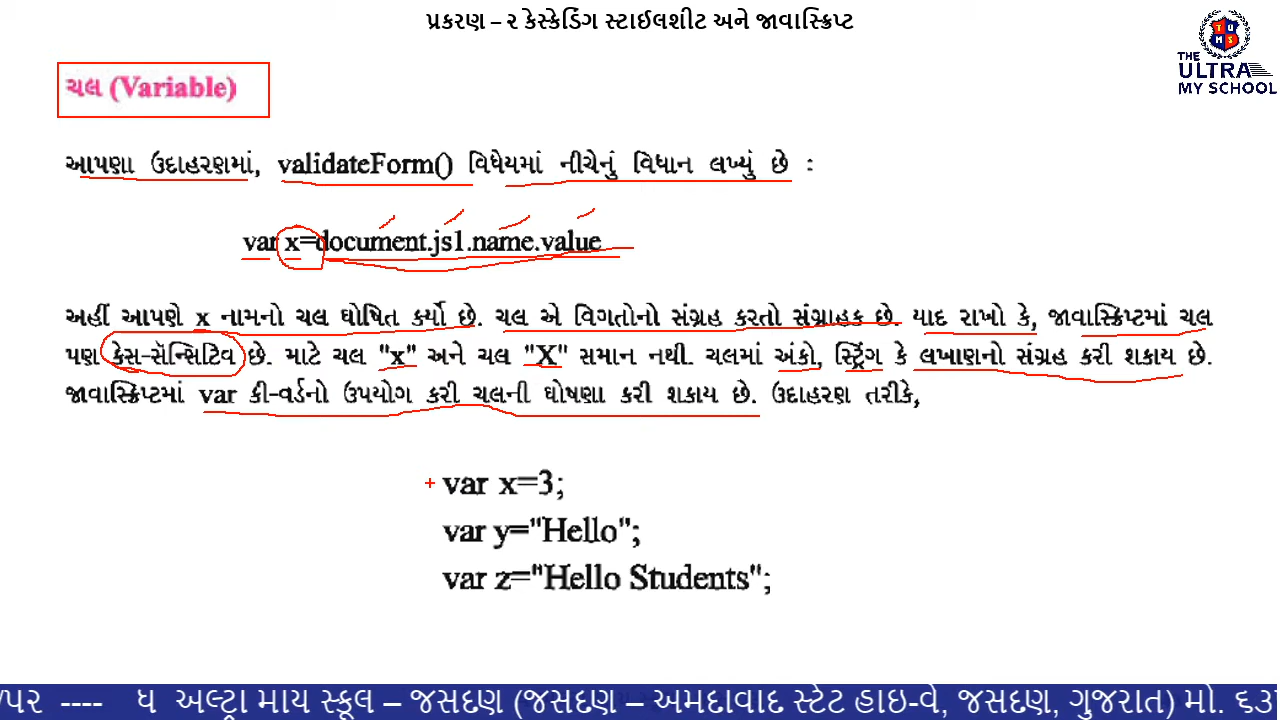 પ્રકરણ – ૨ કેસ્કેડિંગ સ્ટાઈલશીટ અને જાવાસ્ક્રિપ્ટ
TUMS
THE
ULTRA
MY SCHOOL
ચલ (Variable)
આપણા ઉદાહરણમાં, validateForm() વિધેયમાં નીચેનું વિધાન લખ્યું છે :
var x=document.js1.name.value
અહીં આપણે x નામનો ચલ ઘોષિત કર્યો છે. ચલ એ વિગતોનો સંગ્રહ કરતો સંગ્રાહક છે. યાદ રાખો કે, જાવાસ્ક્રિપ્ટમાં ચલ
પણ કેસ-સૅન્સિટિવ છે. માટે ચલ "x" અને ચલ "X" સમાન નથી. ચલમાં અંકો, સ્ટ્રિંગ કે લખાણનો સંગ્રહ કરી શકાય છે.
જાવાસ્ક્રિપ્ટમાં var કી-વર્ડનો ઉપયોગ કરી ચલની ઘોષણા કરી શકાય છે. ઉદાહરણ તરીકે,
var x=3;
var y="Hello";
var z="Hello Students";
/૫૨ ---- ધ અલ્ટ્રા માય સ્કૂલ – જસદણ (જસદણ – અમદાવાદ સ્ટેટ હાઇ-વે, જસદણ, ગુજરાત) મો. ૬૩